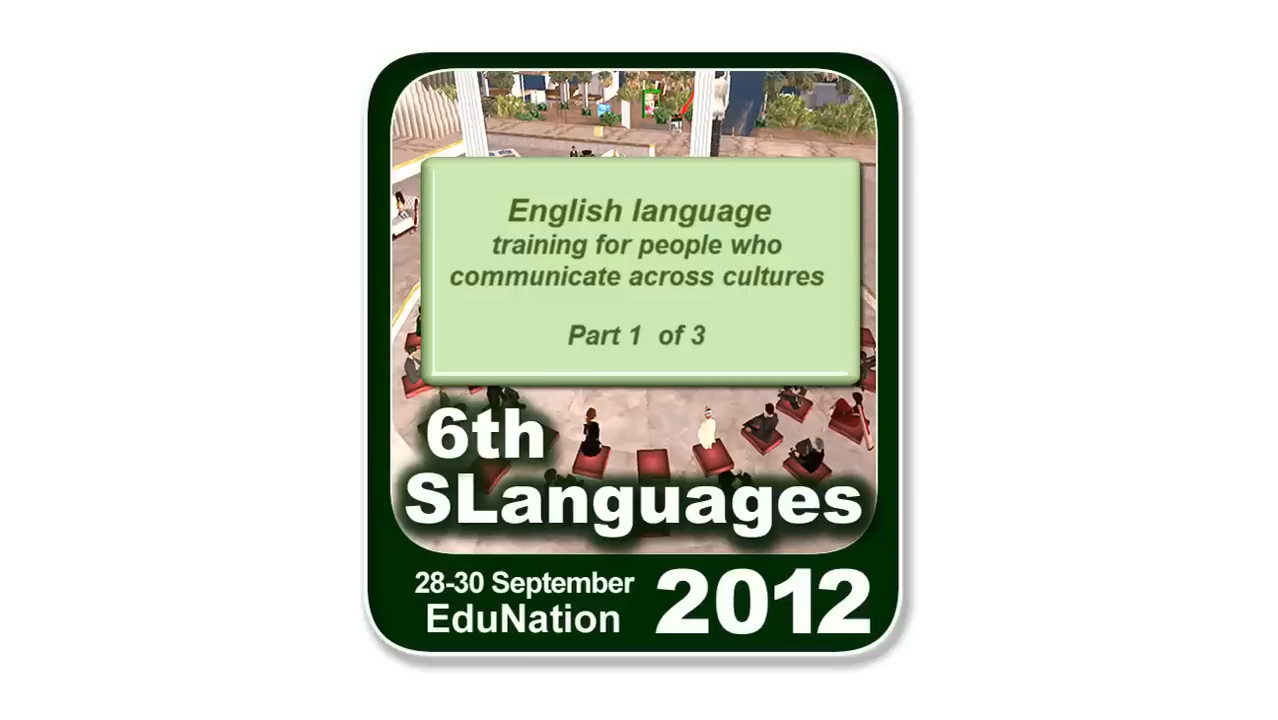 English language
training for people who
communicate across cultures
Part 1 of 3
6th
SLanguages
28-30 September
EduNation
2012